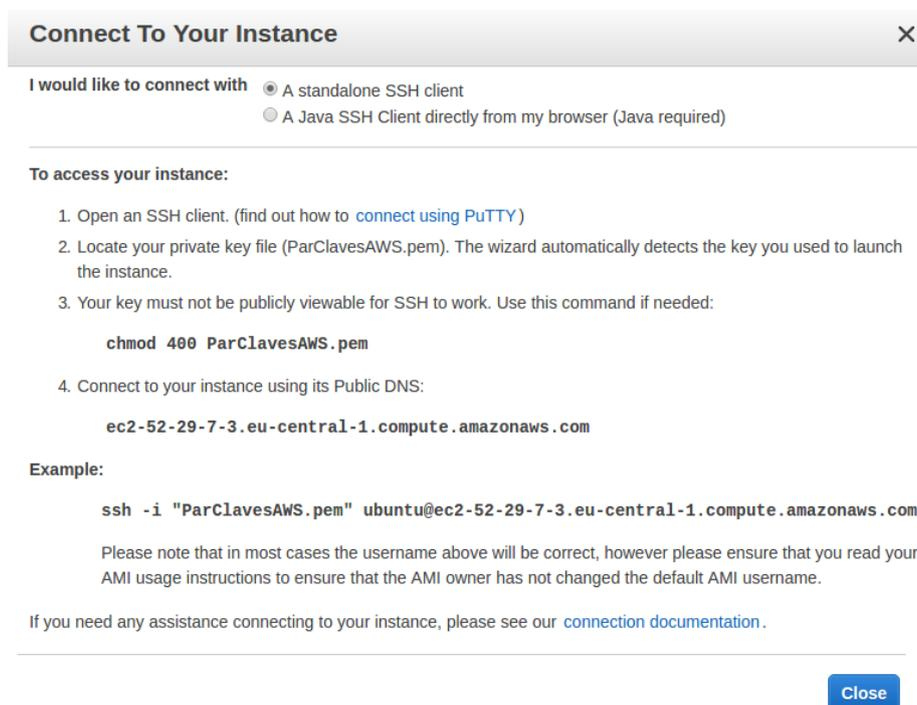 Connect To Your Instance
I would like to connect with
A standalone SSH client
A Java SSH Client directly from my browser (Java required)
To access your instance:
1. Open an SSH client. (find out how to connect using PuTTY)
2. Locate your private key file (ParClavesAWS.pem). The wizard automatically detects the key you used to launch
the instance.
3. Your key must not be publicly viewable for SSH to work. Use this command if needed:
chmod 400 ParClavesAWS.pem
4. Connect to your instance using its Public DNS:
ec2-52-29-7-3.eu-central-1.compute.amazonaws.com
Example:
ssh -i "ParClavesAWS.pem" ubuntu@ec2-52-29-7-3.eu-central-1.compute.amazonaws.com
Please note that in most cases the username above will be correct, however please ensure that you read your
AMI usage instructions to ensure that the AMI owner has not changed the default AMI username.
If you need any assistance connecting to your instance, please see our connection documentation.
Close